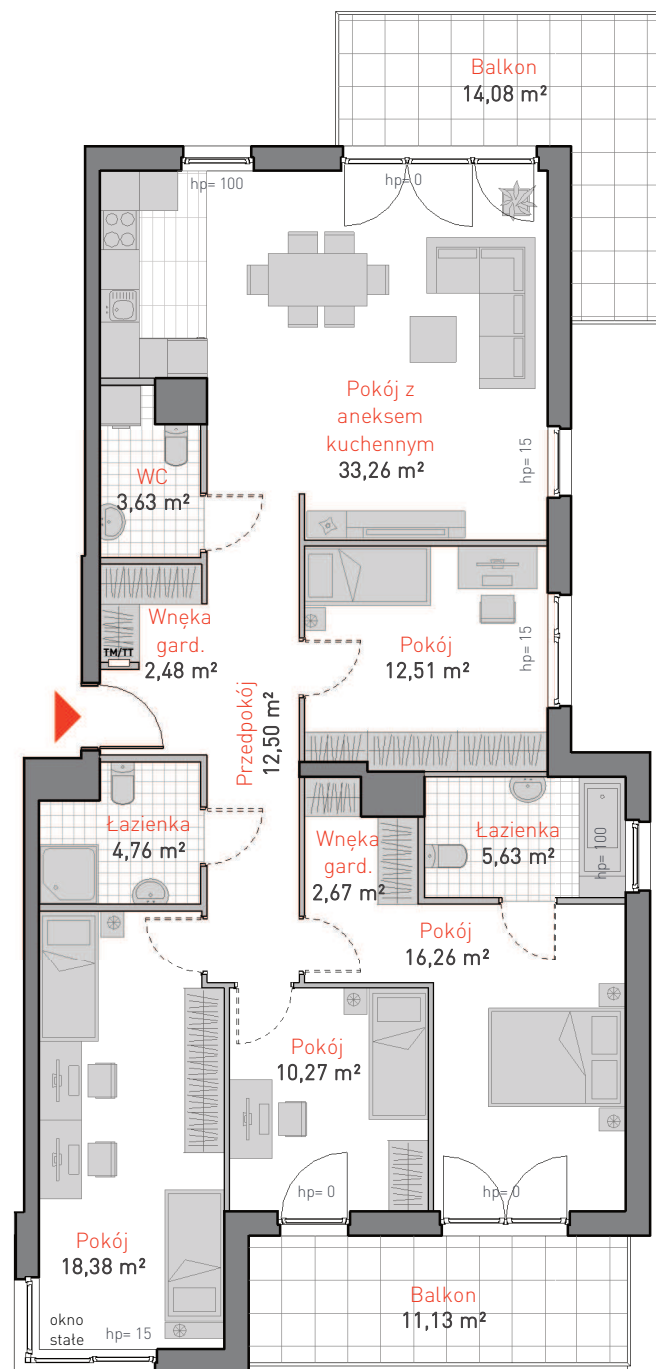 Balkon
14,08 m²
hp= 100
hp= 0
Pokój z
aneksem
kuchennym
33,26 m²
hp= 15
WC
3,63 m²
Wnęka
gard.
2,48 m²
TM/TT
Pokój
12,51 m²
hp= 15
Przedpokój
12,50 m²
Łazienka
4,76 m²
Wnęka
gard.
2,67 m²
Łazienka
5,63 m²
hp= 100
Pokój
16,26 m²
Pokój
10,27 m²
hp= 0
hp= 0
Pokój
18,38 m²
okno
stałe
hp= 15
Balkon
11,13 m²